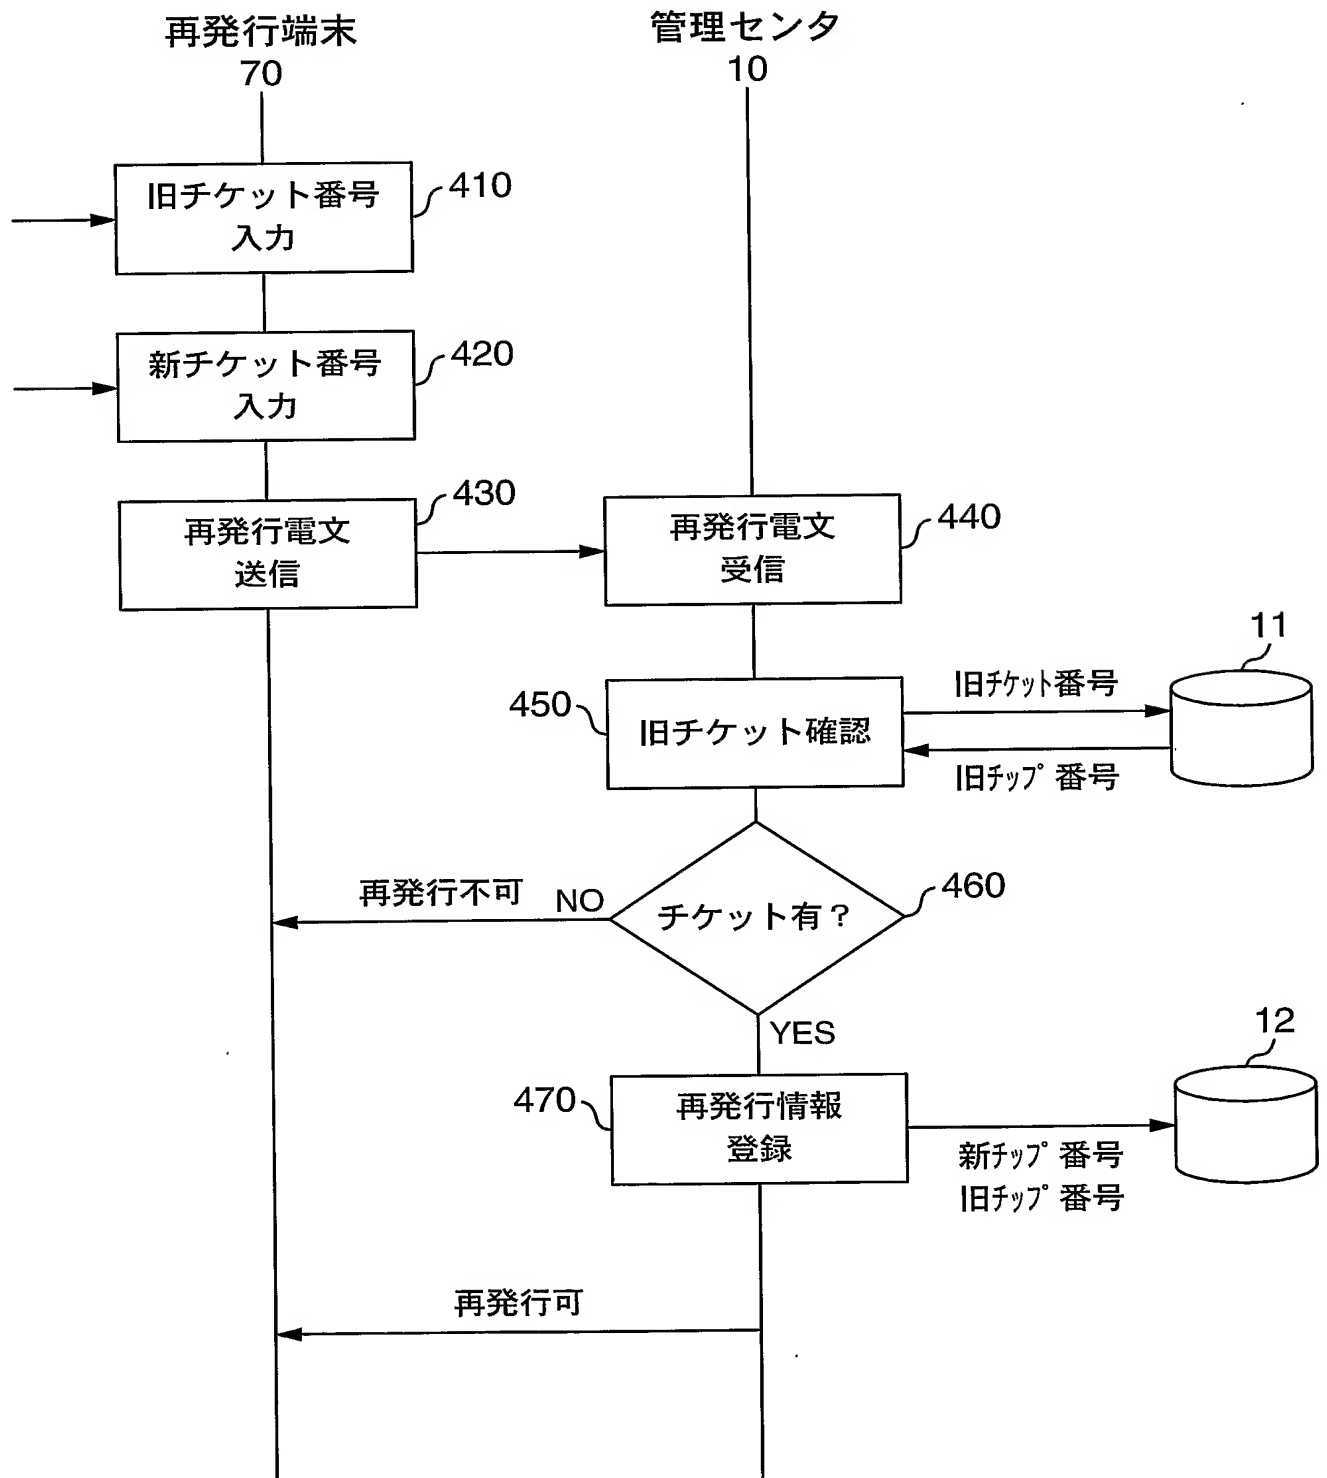 再発行端末
70
管理センタ
10
旧チケット番号
入力
410
新チケット番号
入力
420
再発行電文
送信
430
再発行電文
受信
440
旧チケット確認
450
旧チケット番号
旧チップ番号
11
チケット有?
460
NO
再発行不可
YES
再発行情報
登録
470
新チップ番号
旧チップ番号
12
再発行可